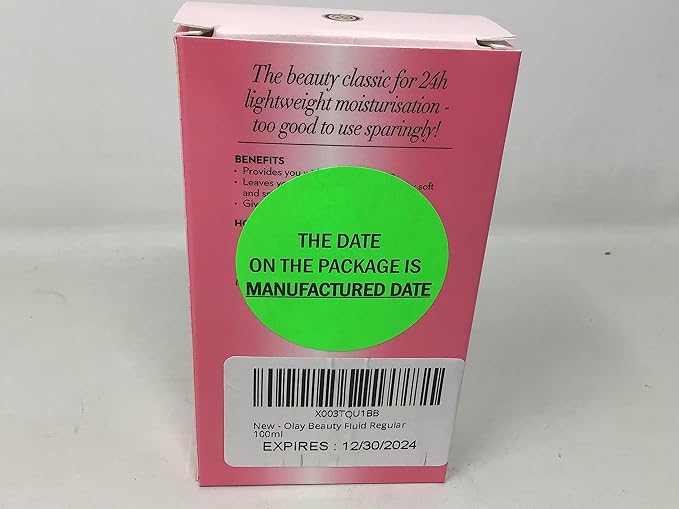 The beauty classic for 24h
lightweight moisturisation -
too good to use sparingly!
BENEFITS
• Provides you
• Leaves soft
and
THE DATE
ON THE PACKAGE IS
MANUFACTURED DATE
X003TQU1BB
New - Olay Beauty Fluid Regular
100ml
EXPIRES : 12/30/2024